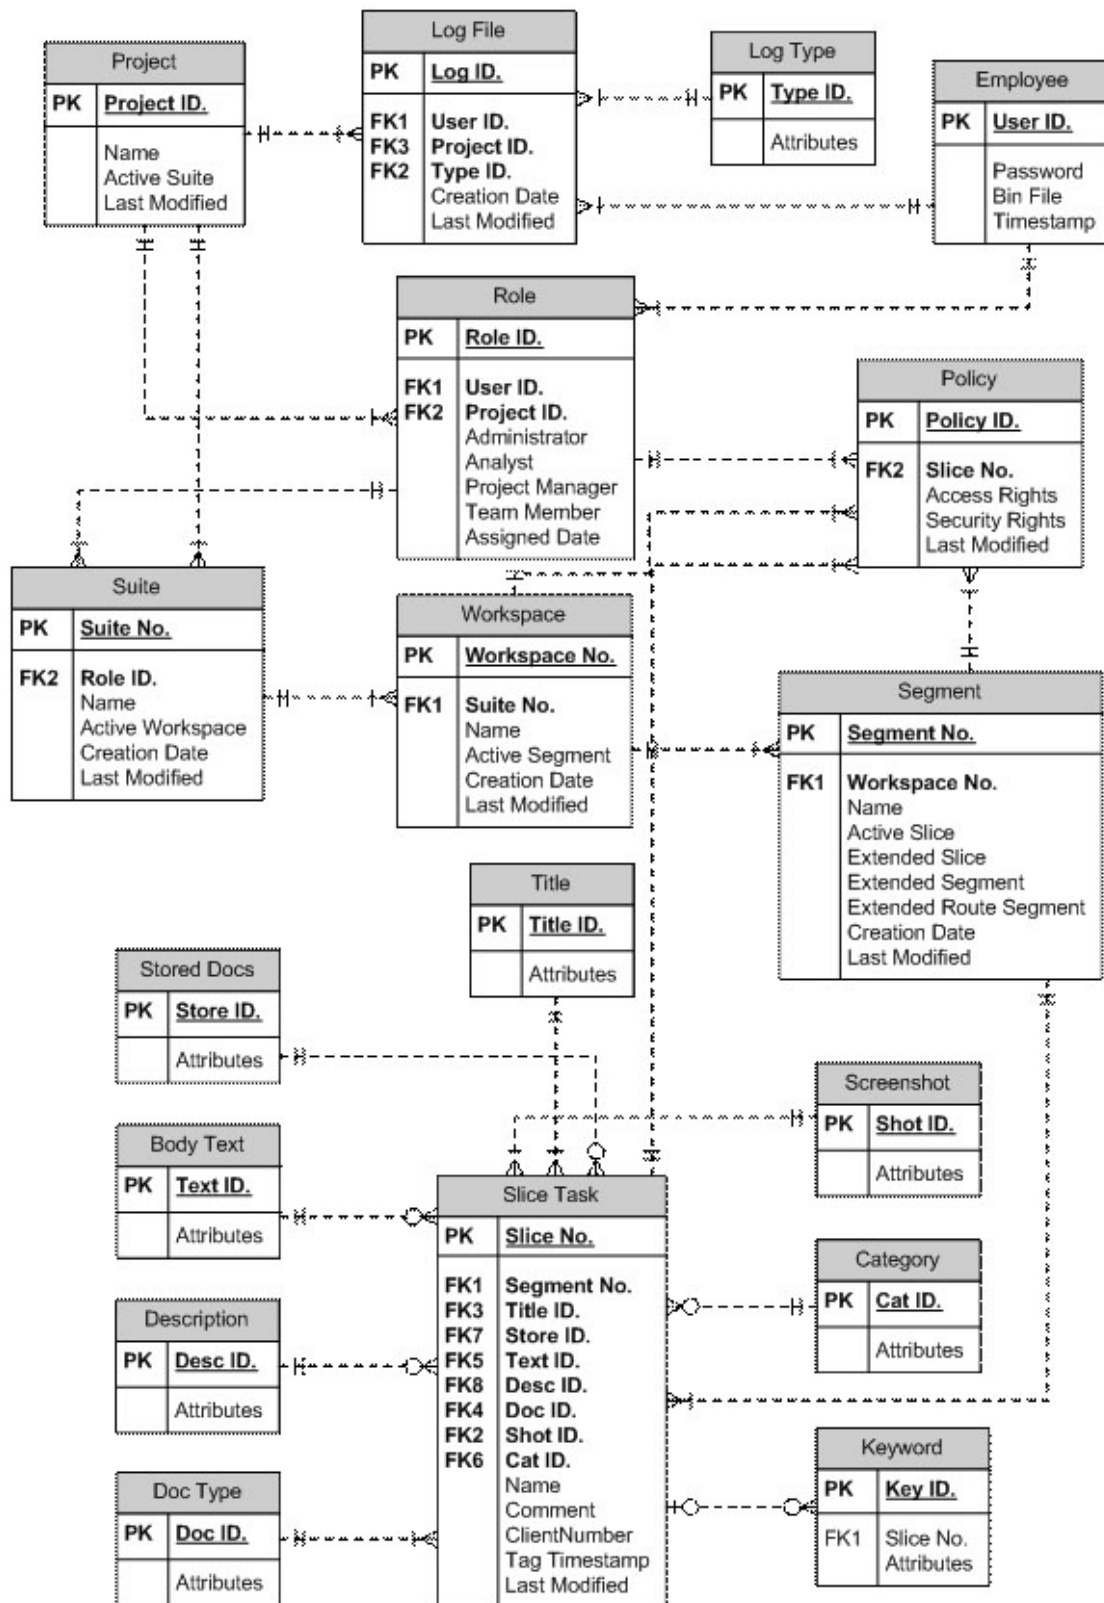 Project
PK Project ID.
Name
Active Suite
Last Modified
Log File
PK Log ID.
FK1 User ID.
FK3 Project ID.
FK2 Type ID.
Creation Date
Last Modified
Log Type
PK Type ID.
Attributes
Employee
PK User ID.
Password
Bin File
Timestamp
Role
PK Role ID.
FK1 User ID.
FK2 Project ID.
Administrator
Analyst
Project Manager
Team Member
Assigned Date
Policy
PK Policy ID.
FK2 Slice No.
Access Rights
Security Rights
Last Modified
Suite
PK Suite No.
FK2 Role ID.
Name
Active Workspace
Creation Date
Last Modified
Workspace
PK Workspace No.
FK1 Suite No.
Name
Active Segment
Creation Date
Last Modified
Segment
PK Segment No.
FK1 Workspace No.
Name
Active Slice
Extended Slice
Extended Segment
Extended Route Segment
Creation Date
Last Modified
Title
PK Title ID.
Attributes
Stored Docs
PK Store ID.
Attributes
Body Text
PK Text ID.
Attributes
Description
PK Desc ID.
Attributes
Doc Type
PK Doc ID.
Attributes
Slice Task
PK Slice No.
FK1 Segment No.
FK3 Title ID.
FK7 Store ID.
FK5 Text ID.
FK8 Desc ID.
FK4 Doc ID.
FK2 Shot ID.
FK6 Cat ID.
Name
Comment
ClientNumber
Tag Timestamp
Last Modified
Screenshot
PK Shot ID.
Attributes
Category
PK Cat ID.
Attributes
Keyword
PK Key ID.
FK1 Slice No.
Attributes